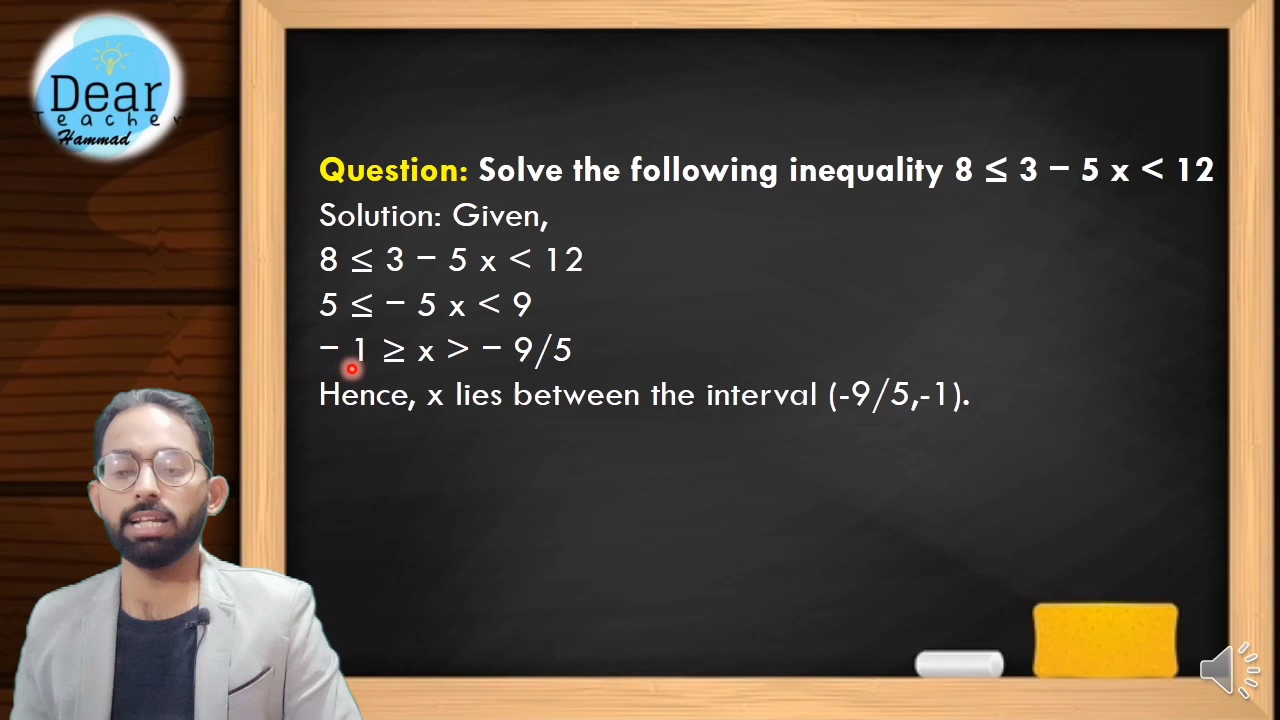 Dear
Teacher
Hammad
Question: Solve the following inequality 8 ≤ 3 − 5 x < 12
Solution: Given,
8 ≤ 3 − 5 x < 12
5 ≤ − 5 x < 9
− 1 ≥ x > − 9/5
Hence, x lies between the interval (-9/5,-1).